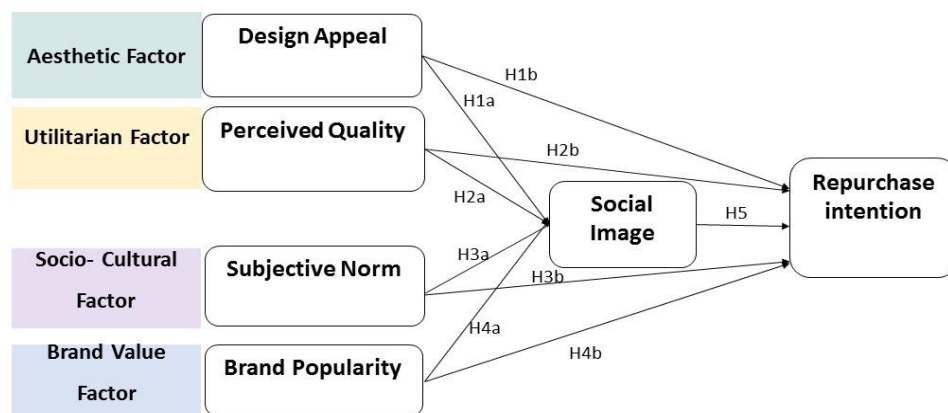 Aesthetic Factor
Design Appeal
H1b
H1a
Utilitarian Factor
Perceived Quality
H2b
H2a
Social
Image
H5
Repurchase
intention
Socio- Cultural
Factor
Subjective Norm
H3a
H3b
Brand Value
Factor
Brand Popularity
H4a
H4b